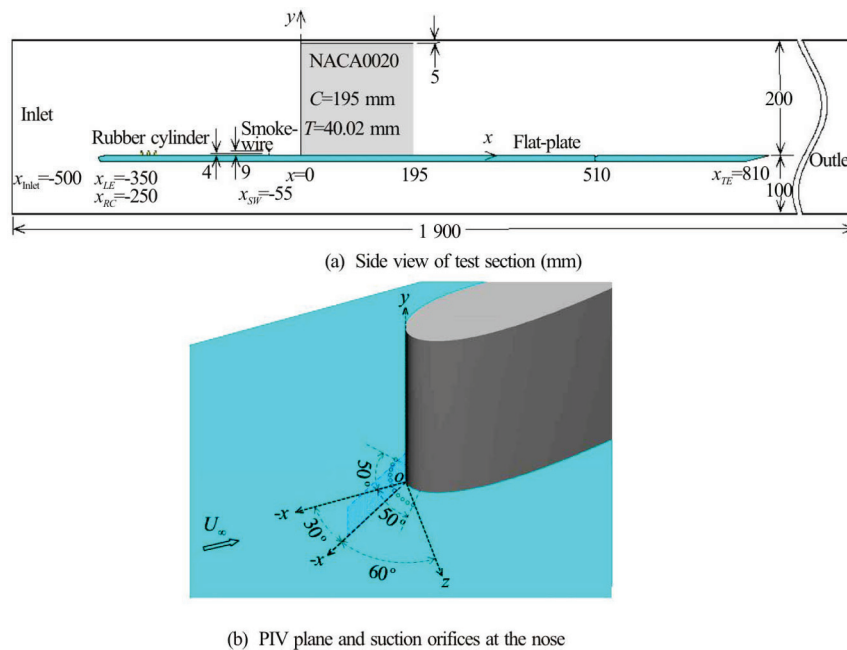 y
NACA0020
5
C=195 mm
200
Inlet
Smoke-
T=40.02 mm
Rubber cylinder
wire
x
Flat-plate
Outlet
x_Inlet=-500
x_LE=-350
4
9
x=0
195
510
x_TE=810
100
x_RC=-250
x_SW=-55
1 900
(a) Side view of test section (mm)
y
50°
o
-x
50°
U∞
30°
-x
60°
z
(b) PIV plane and suction orifices at the nose